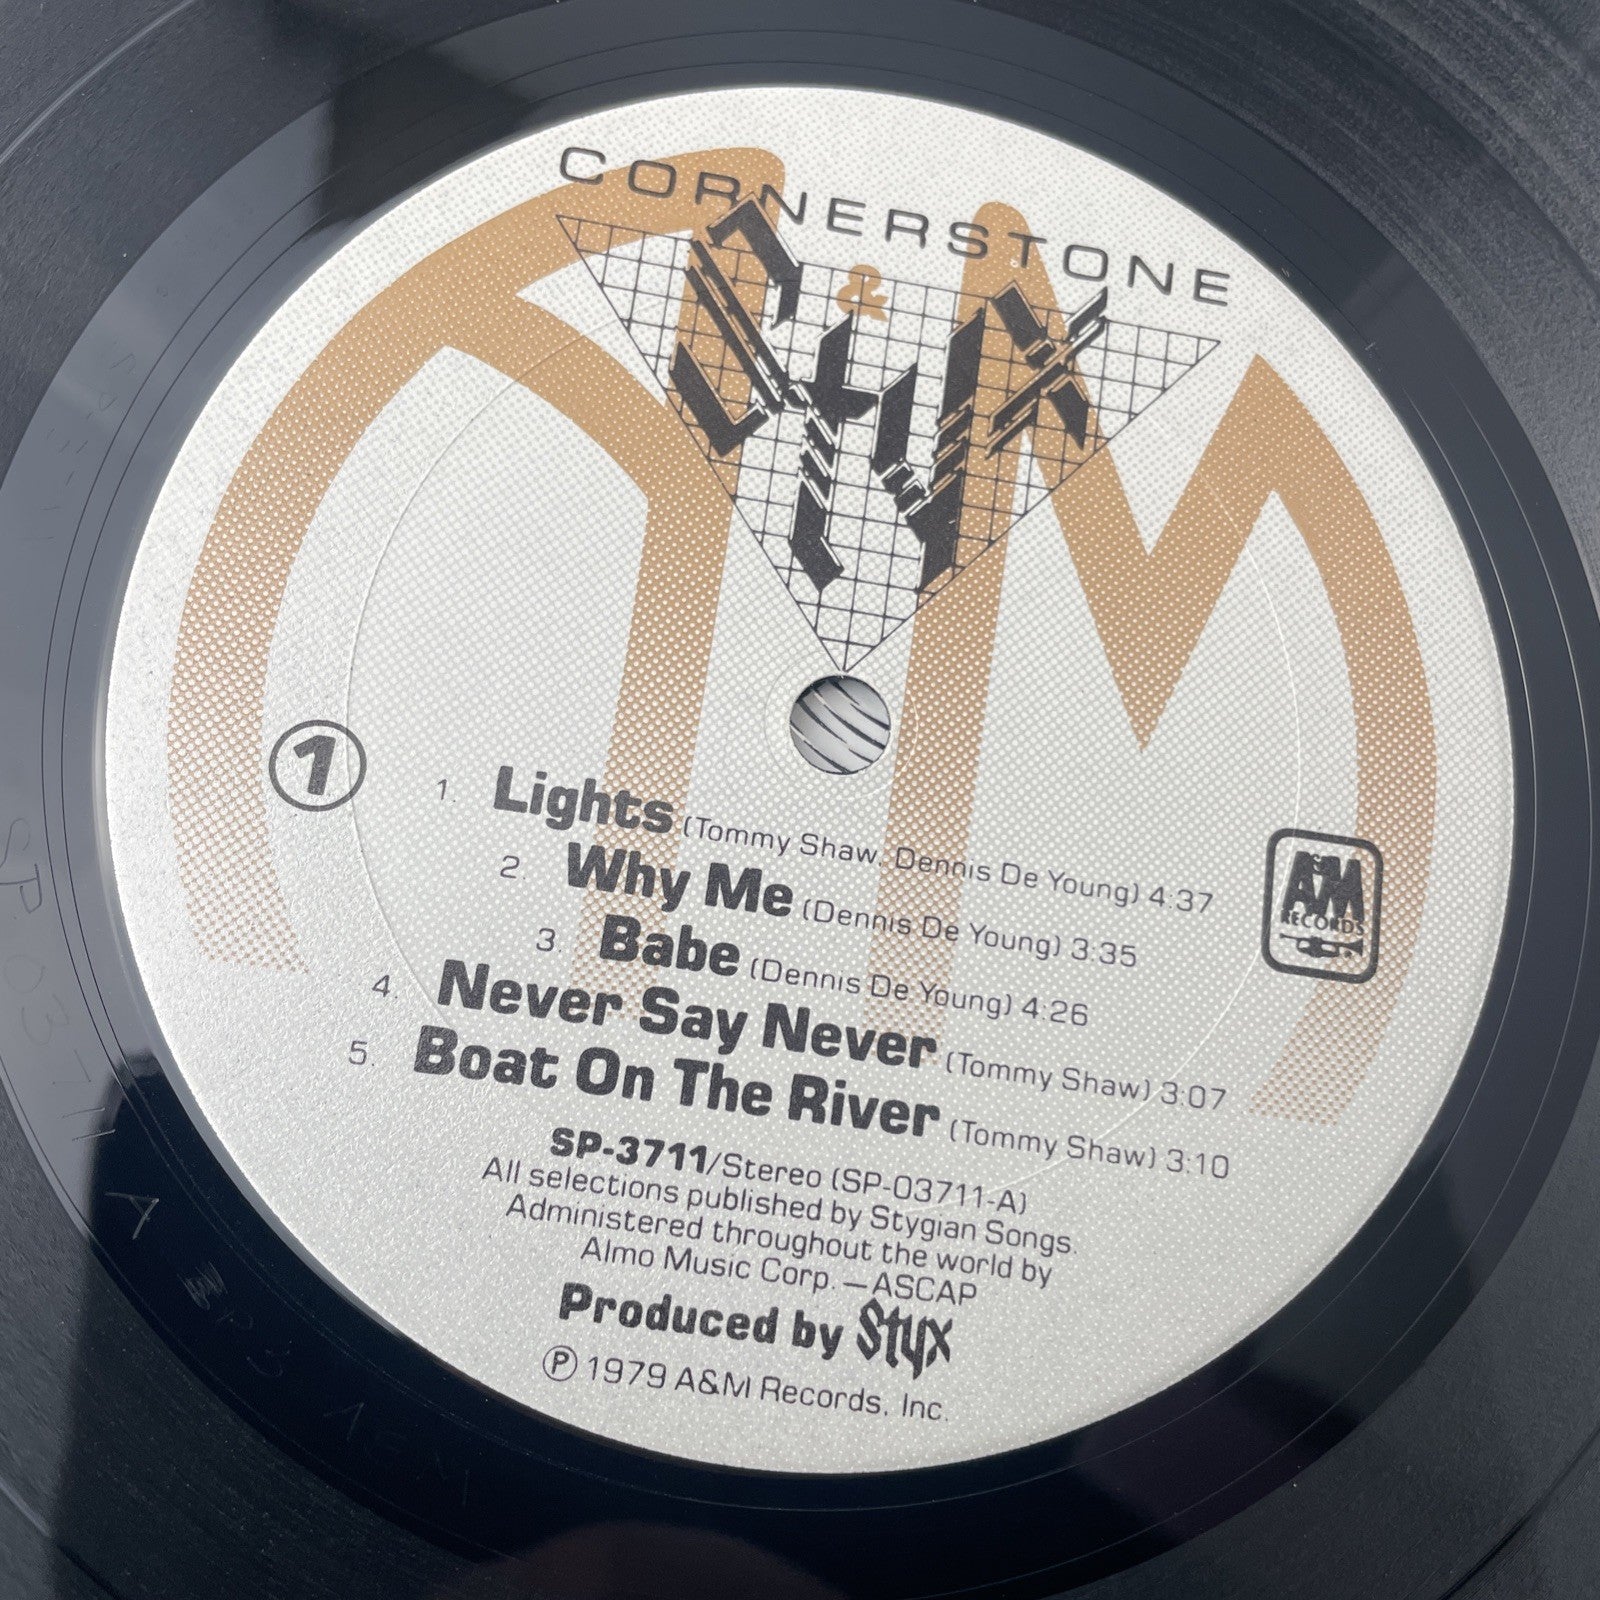 CORNERSTONE
&
Styx
1
1. Lights (Tommy Shaw, Dennis De Young) 4:37
2. Why Me (Dennis De Young) 3:35
3. Babe (Dennis De Young) 4:26
4. Never Say Never (Tommy Shaw) 3:07
5. Boat On The River (Tommy Shaw) 3:10
A&M
RECORDS
SP-3711/Stereo (SP-03711-A)
All selections published by Stygian Songs.
Administered throughout the world by
Almo Music Corp.—ASCAP
Produced by Styx
℗ 1979 A&M Records, Inc.